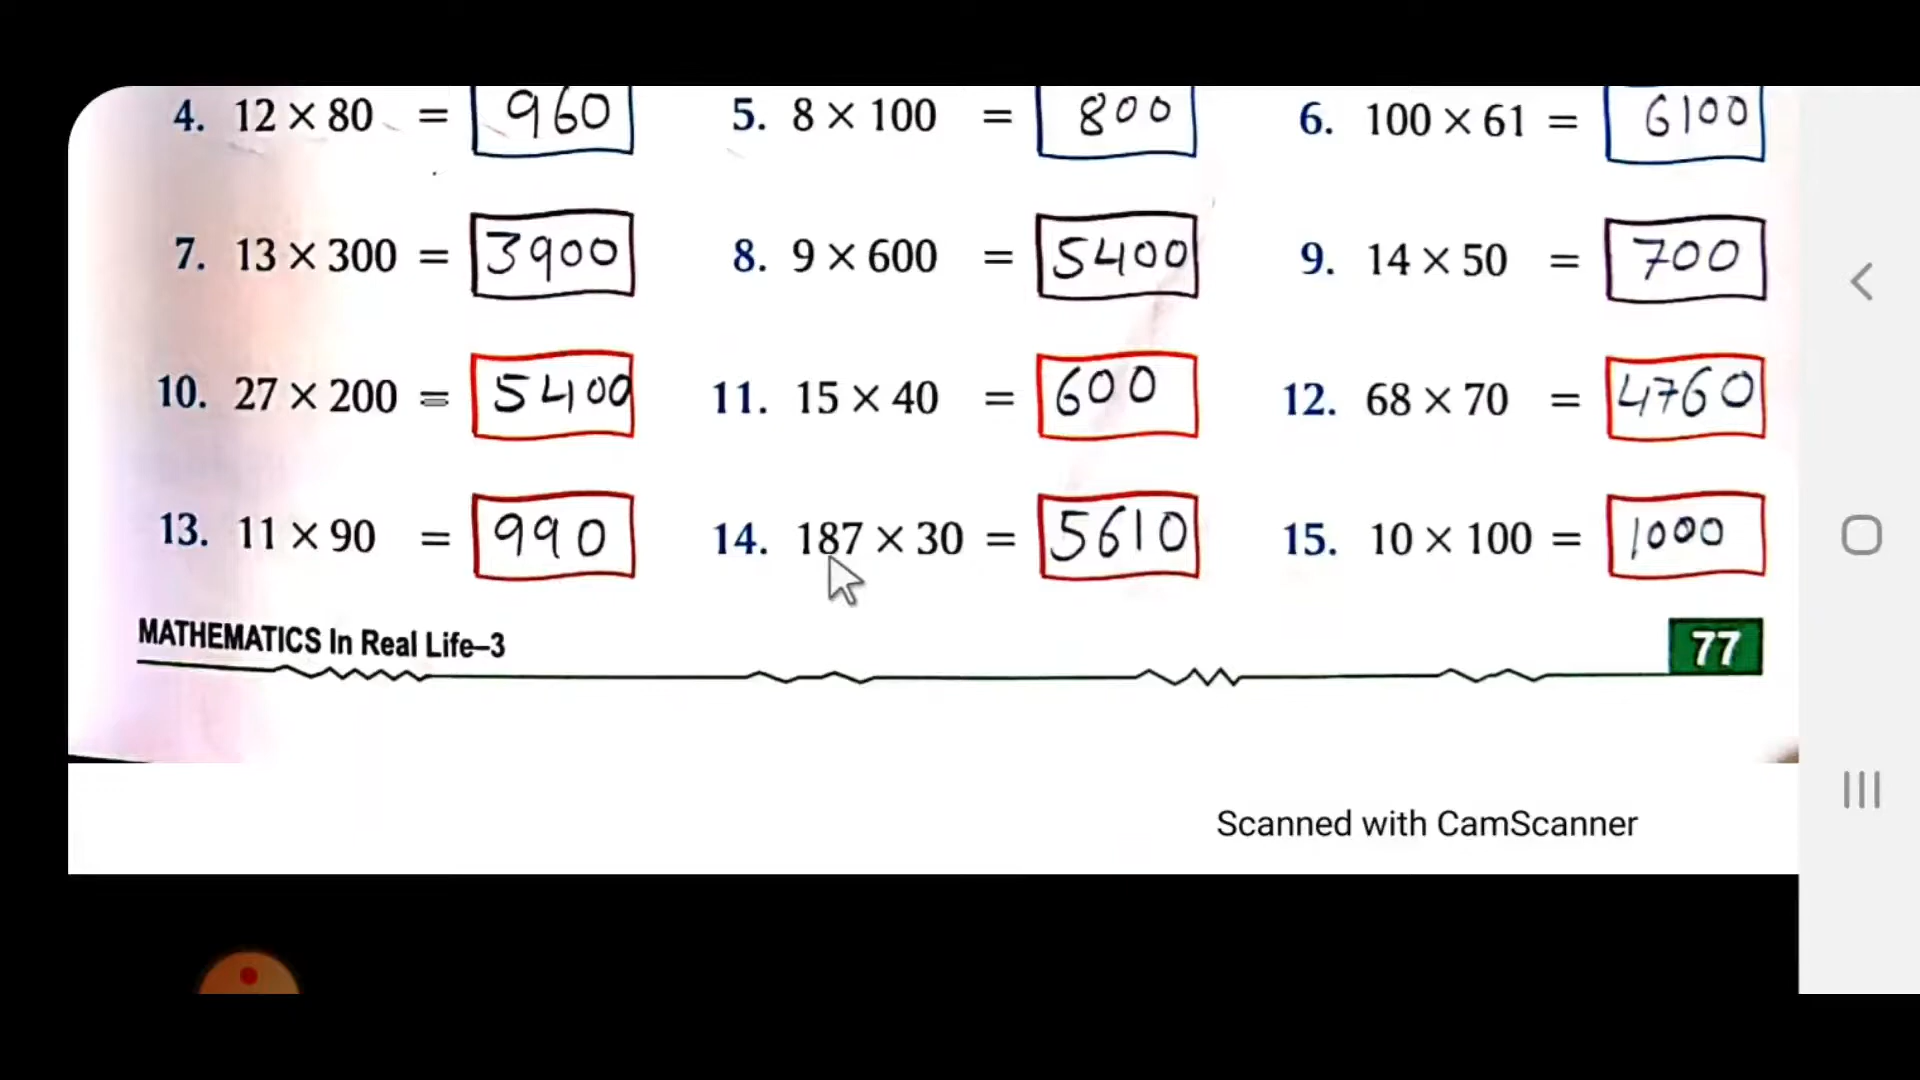 4. 12 × 80 = 960 5. 8 × 100 = 800 6. 100 × 61 = 6100
7. 13 × 300 = 3900 8. 9 × 600 = 5400 9. 14 × 50 = 700
10. 27 × 200 = 5400 11. 15 × 40 = 600 12. 68 × 70 = 4760
13. 11 × 90 = 990 14. 187 × 30 = 5610 15. 10 × 100 = 1000
MATHEMATICS In Real Life–3 77
Scanned with CamScanner